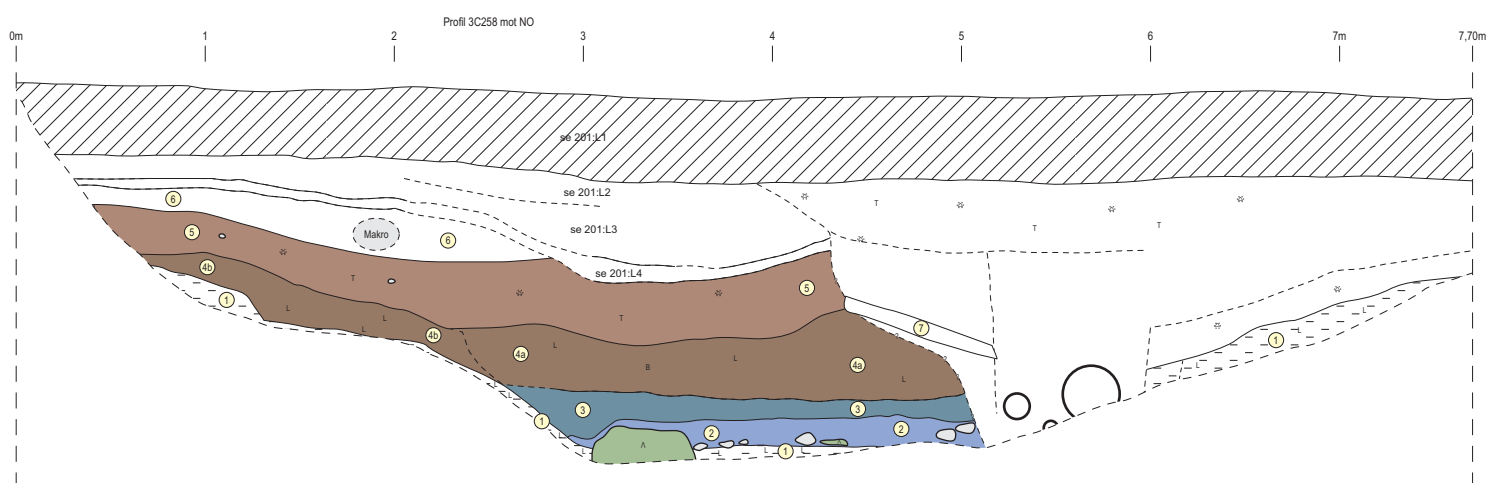 Profil 3C258 mot NO
0m 1 2 3 4 5 6 7m 7,70m
se 201:L1
se 201:L2
6 T T T
se 201:L3
5 Makro 6
4b se 201:L4
T 5
1 L L T 7
L 4b 4a L L 4a L 1 L
B L
L 3 3
1 2 2
Λ
L L L 1 L